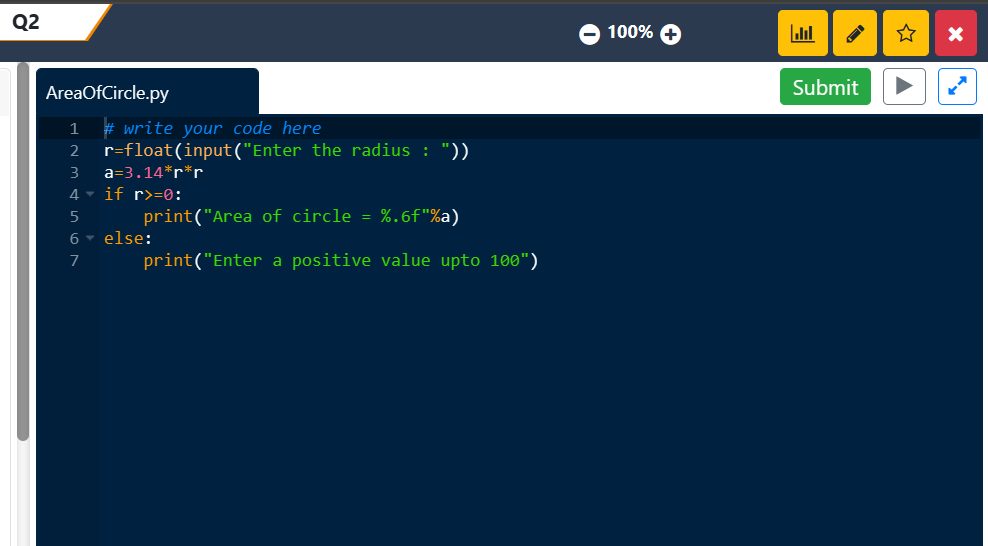 Q2
100%
AreaOfCircle.py
Submit
1 # write your code here
2 r=float(input("Enter the radius : "))
3 a=3.14*r*r
4 if r>=0:
5     print("Area of circle = %.6f"%a)
6 else:
7     print("Enter a positive value upto 100")